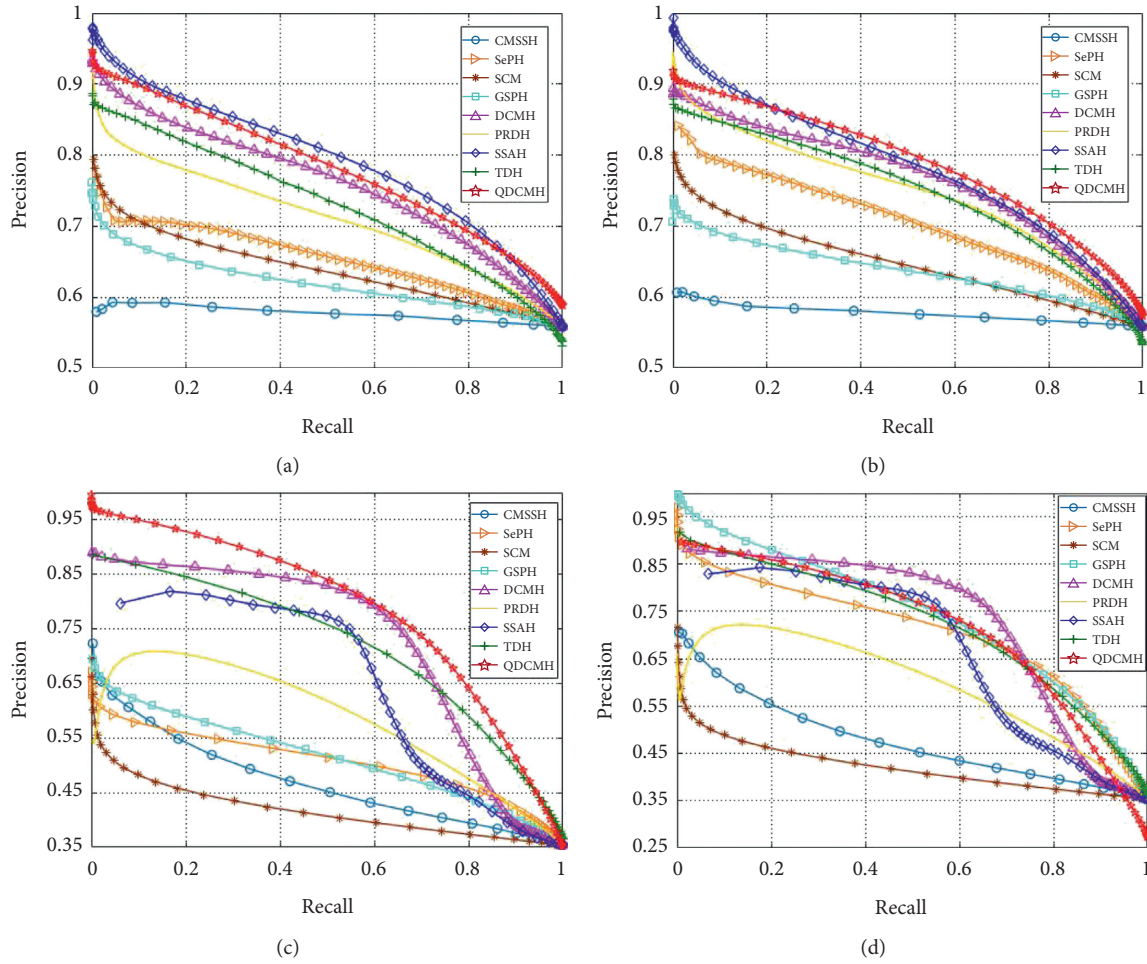 1
0.9
0.8
0.7
0.6
0.5
Precision
0 0.2 0.4 0.6 0.8 1
Recall
CMSSH
SePH
SCM
GSPH
DCMH
PRDH
SSAH
TDH
QDCMH
(a)
1
0.9
0.8
0.7
0.6
0.5
Precision
0 0.2 0.4 0.6 0.8 1
Recall
CMSSH
SePH
SCM
GSPH
DCMH
PRDH
SSAH
TDH
QDCMH
(b)
0.95
0.85
0.75
0.65
0.55
0.45
0.35
Precision
0 0.2 0.4 0.6 0.8 1
Recall
CMSSH
SePH
SCM
GSPH
DCMH
PRDH
SSAH
TDH
QDCMH
(c)
0.95
0.85
0.75
0.65
0.55
0.45
0.35
0.25
Precision
0 0.2 0.4 0.6 0.8 1
Recall
CMSSH
SePH
SCM
GSPH
DCMH
PRDH
SSAH
TDH
QDCMH
(d)